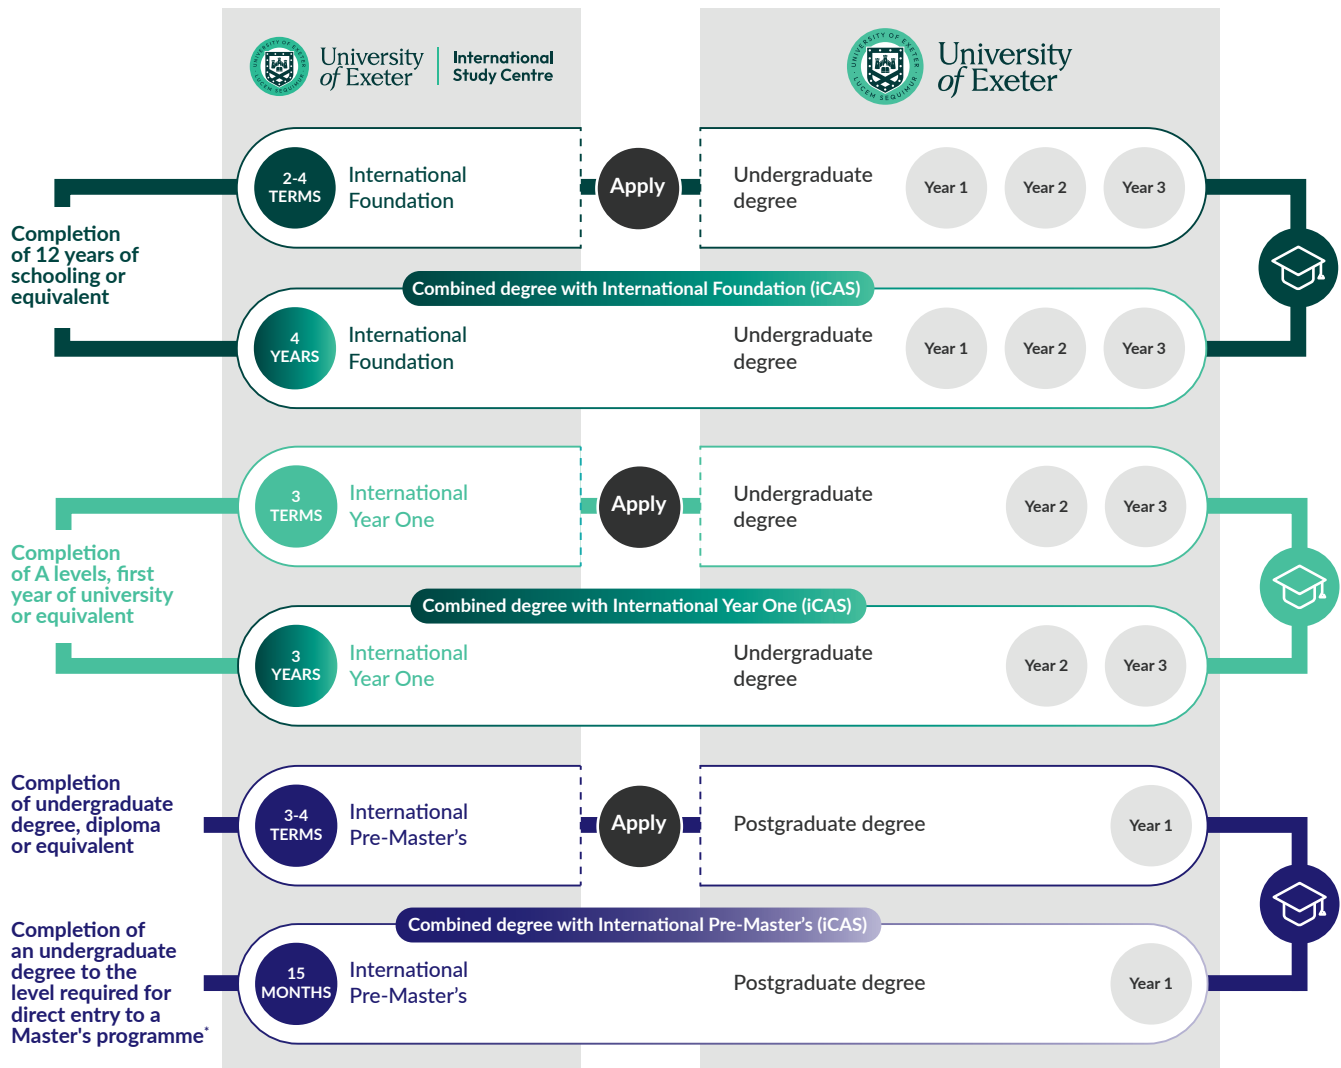 University
of Exeter
International
Study Centre
UNIVERSITY OF EXETER
LUCEM SEQUIMUR
University
of Exeter
Completion
of 12 years of
schooling or
equivalent
2-4
TERMS
International
Foundation
Apply
Undergraduate
degree
Year 1
Year 2
Year 3
Combined degree with International Foundation (iCAS)
4
YEARS
International
Foundation
Undergraduate
degree
Year 1
Year 2
Year 3
Completion
of A levels, first
year of university
or equivalent
3
TERMS
International
Year One
Apply
Undergraduate
degree
Year 2
Year 3
Combined degree with International Year One (iCAS)
3
YEARS
International
Year One
Undergraduate
degree
Year 2
Year 3
Completion
of undergraduate
degree, diploma
or equivalent
3-4
TERMS
International
Pre-Master's
Apply
Postgraduate degree
Year 1
Completion of
an undergraduate
degree to the
level required for
direct entry to a
Master's programme*
Combined degree with International Pre-Master's (iCAS)
15
MONTHS
International
Pre-Master's
Postgraduate degree
Year 1